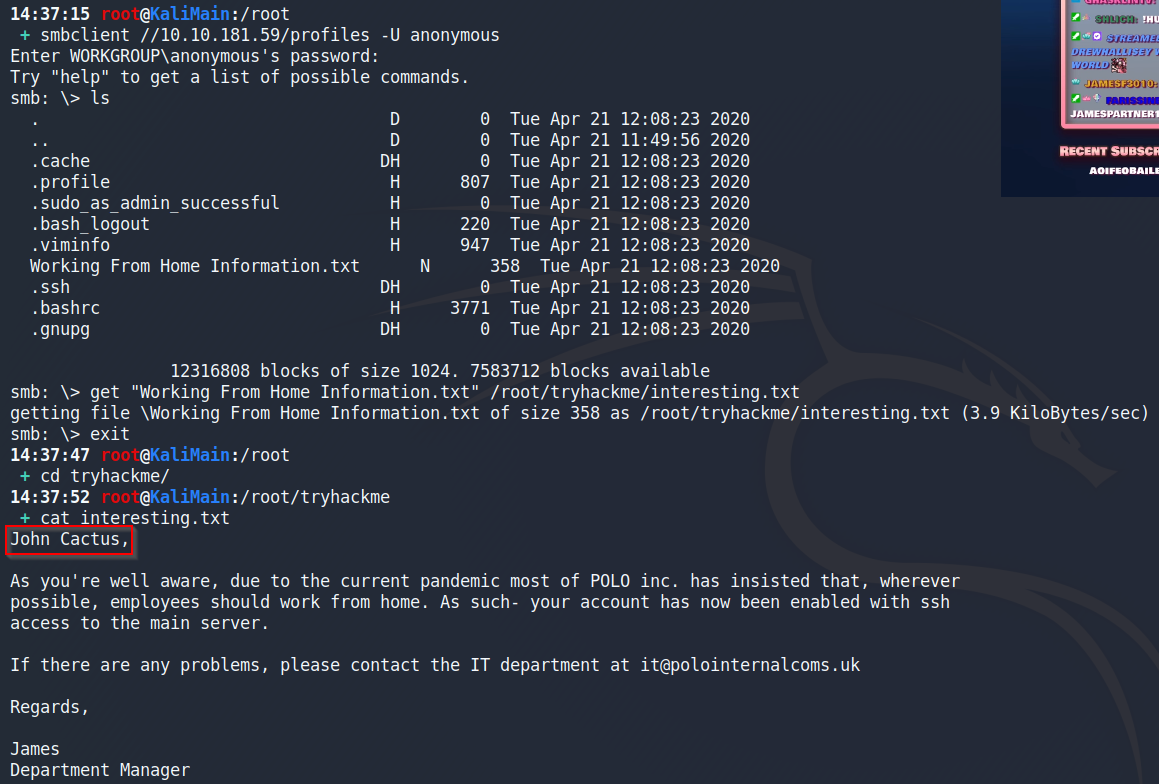 14:37:15 root@KaliMain:/root
+ smbclient //10.10.181.59/profiles -U anonymous
Enter WORKGROUP\anonymous's password:
Try "help" to get a list of possible commands.
smb: \> ls
. D 0 Tue Apr 21 12:08:23 2020
.. D 0 Tue Apr 21 11:49:56 2020
.cache DH 0 Tue Apr 21 12:08:23 2020
.profile H 807 Tue Apr 21 12:08:23 2020
.sudo_as_admin_successful H 0 Tue Apr 21 12:08:23 2020
.bash_logout H 220 Tue Apr 21 12:08:23 2020
.viminfo H 947 Tue Apr 21 12:08:23 2020
Working From Home Information.txt N 358 Tue Apr 21 12:08:23 2020
.ssh DH 0 Tue Apr 21 12:08:23 2020
.bashrc H 3771 Tue Apr 21 12:08:23 2020
.gnupg DH 0 Tue Apr 21 12:08:23 2020
12316808 blocks of size 1024. 7583712 blocks available
smb: \> get "Working From Home Information.txt" /root/tryhackme/interesting.txt
getting file \Working From Home Information.txt of size 358 as /root/tryhackme/interesting.txt (3.9 KiloBytes/sec)
smb: \> exit
14:37:47 root@KaliMain:/root
+ cd tryhackme/
14:37:52 root@KaliMain:/root/tryhackme
+ cat interesting.txt
John Cactus,
As you're well aware, due to the current pandemic most of POLO inc. has insisted that, wherever
possible, employees should work from home. As such- your account has now been enabled with ssh
access to the main server.
If there are any problems, please contact the IT department at it@polointernalcoms.uk
Regards,
James
Department Manager
SHLICH: !HU
STREAME
DREWHALLISEY
WORLD
JAMESF3010:
FABISSINE
JAMESPARTNER
RECENT SUBSCR
AOIFEOBAILE